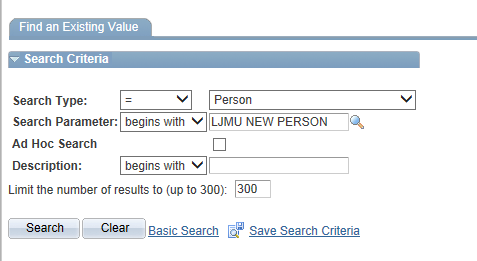 Find an Existing Value
Search Criteria
Search Type: = Person
Search Parameter: begins with LJMU NEW PERSON
Ad Hoc Search
Description: begins with
Limit the number of results to (up to 300): 300
Search Clear Basic Search Save Search Criteria